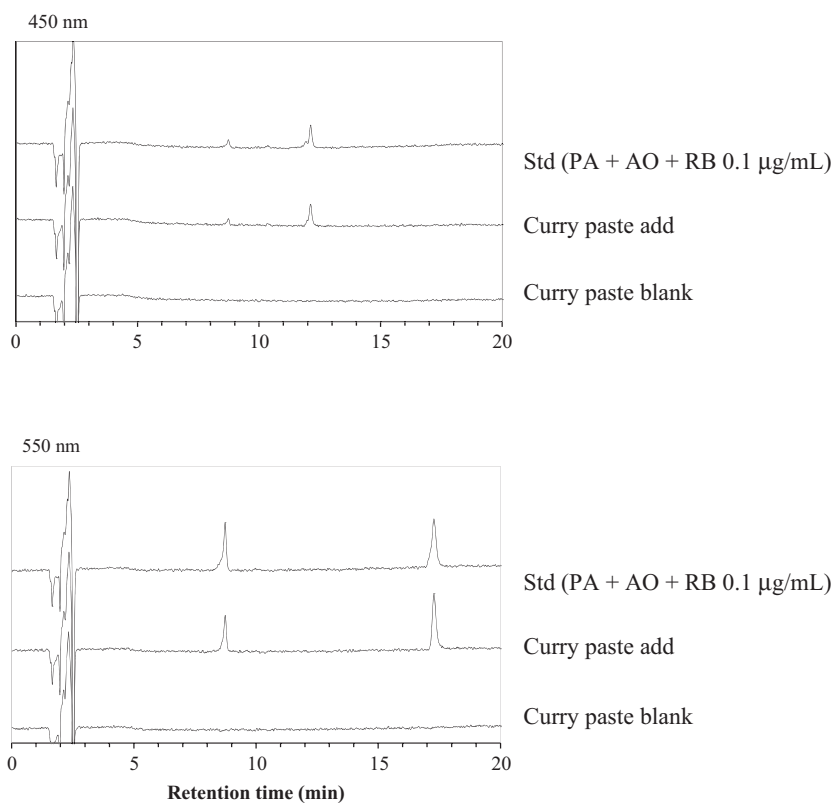 450 nm
Std (PA + AO + RB 0.1 μg/mL)
Curry paste add
Curry paste blank
0 5 10 15 20
550 nm
Std (PA + AO + RB 0.1 μg/mL)
Curry paste add
Curry paste blank
0 5 10 15 20
Retention time (min)